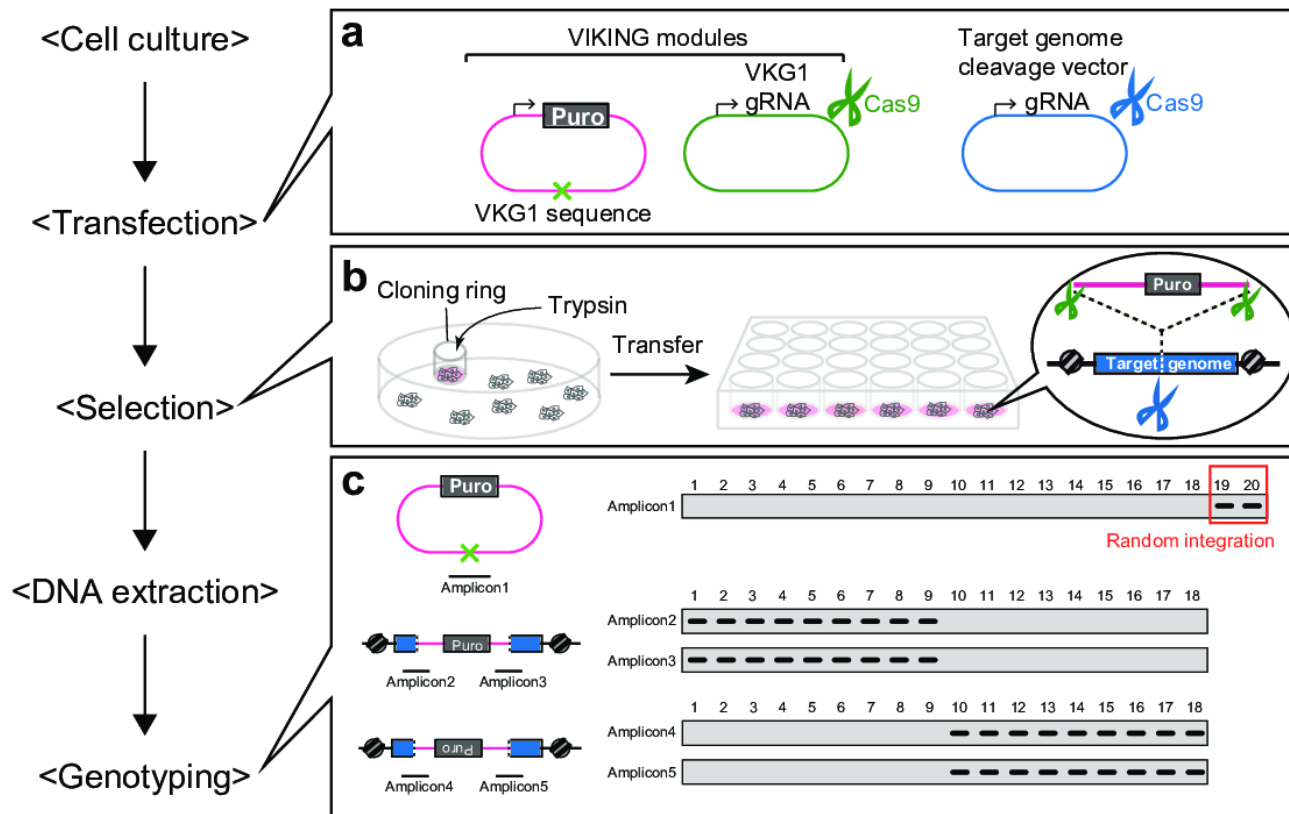 <Cell culture>
<Transfection>
<Selection>
<DNA extraction>
<Genotyping>
a
VIKING modules
Puro
VKG1 sequence
VKG1
gRNA
Cas9
Target genome
cleavage vector
gRNA
Cas9
b
Cloning ring
Trypsin
Transfer
Puro
Target genome
c
Puro
Amplicon1
Puro
Amplicon2 Amplicon3
Puro
Amplicon4 Amplicon5
1 2 3 4 5 6 7 8 9 10 11 12 13 14 15 16 17 18 19 20
Amplicon1
Random integration
1 2 3 4 5 6 7 8 9 10 11 12 13 14 15 16 17 18
Amplicon2
Amplicon3
1 2 3 4 5 6 7 8 9 10 11 12 13 14 15 16 17 18
Amplicon4
Amplicon5